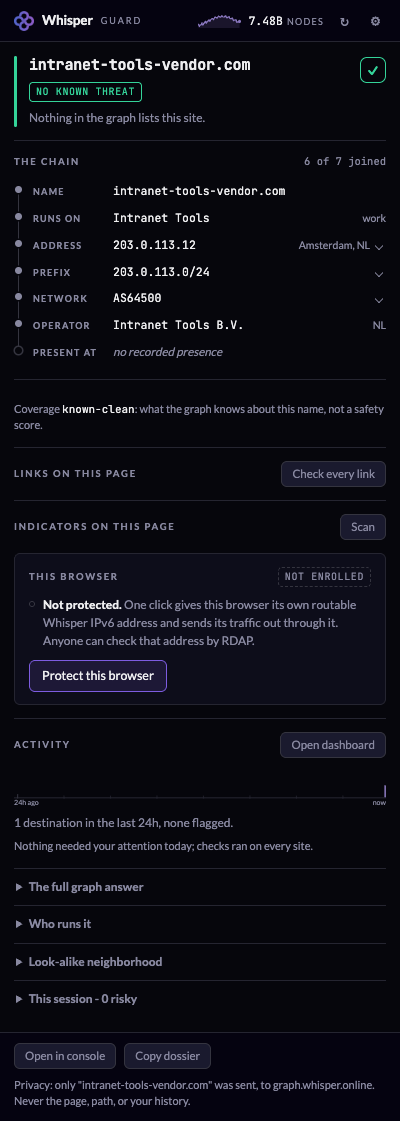 Whisper GUARD 7.48B NODES
intranet-tools-vendor.com
NO KNOWN THREAT
Nothing in the graph lists this site.
THE CHAIN 6 of 7 joined
NAME intranet-tools-vendor.com
RUNS ON Intranet Tools work
ADDRESS 203.0.113.12 Amsterdam, NL
PREFIX 203.0.113.0/24
NETWORK AS64500
OPERATOR Intranet Tools B.V. NL
PRESENT AT no recorded presence
Coverage known-clean: what the graph knows about this name, not a safety
score.
LINKS ON THIS PAGE Check every link
INDICATORS ON THIS PAGE Scan
THIS BROWSER NOT ENROLLED
Not protected. One click gives this browser its own routable
Whisper IPv6 address and sends its traffic out through it.
Anyone can check that address by RDAP.
Protect this browser
ACTIVITY Open dashboard
24h ago now
1 destination in the last 24h, none flagged.
Nothing needed your attention today; checks ran on every site.
The full graph answer
Who runs it
Look-alike neighborhood
This session - 0 risky
Open in console Copy dossier
Privacy: only "intranet-tools-vendor.com" was sent, to graph.whisper.online.
Never the page, path, or your history.